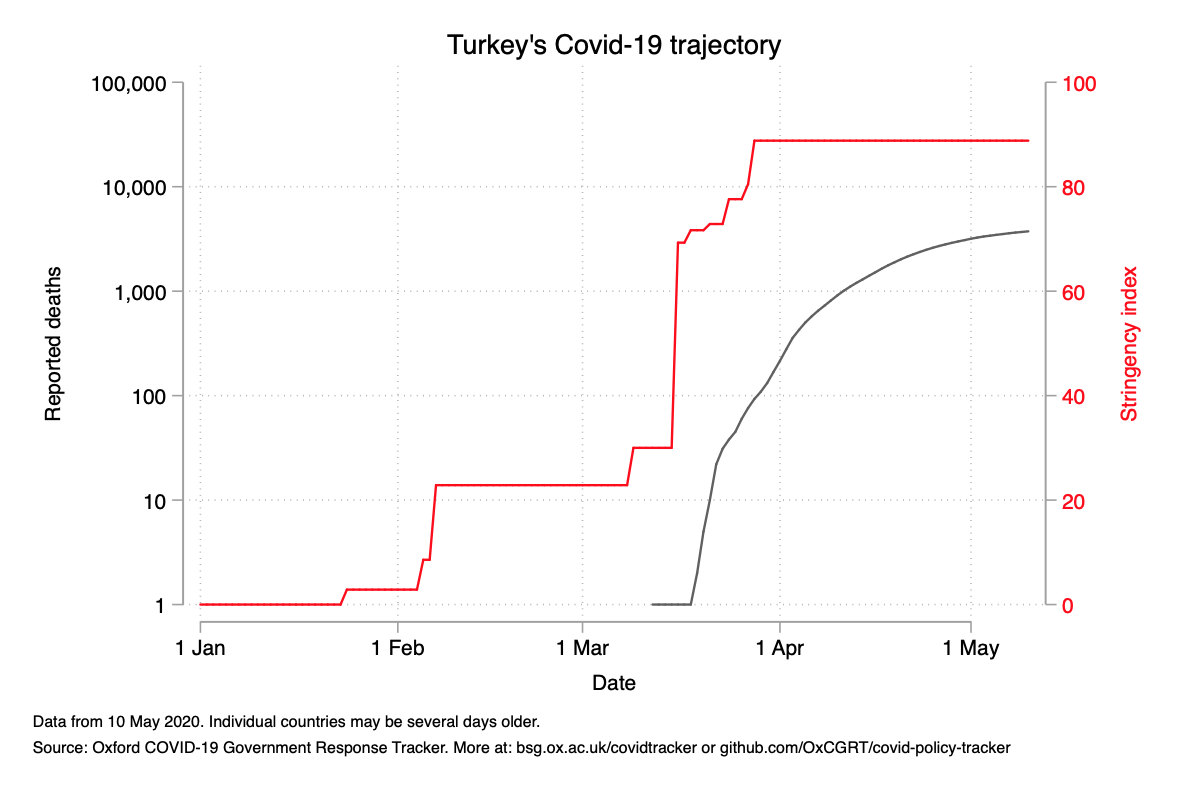 Turkey's Covid-19 trajectory
100,000
10,000
1,000
100
10
1
Reported deaths
100
80
60
40
20
0
Stringency index
1 Jan
1 Feb
1 Mar
1 Apr
1 May
Date
Data from 10 May 2020. Individual countries may be several days older.
Source: Oxford COVID-19 Government Response Tracker. More at: bsg.ox.ac.uk/covidtracker or github.com/OxCGRT/covid-policy-tracker